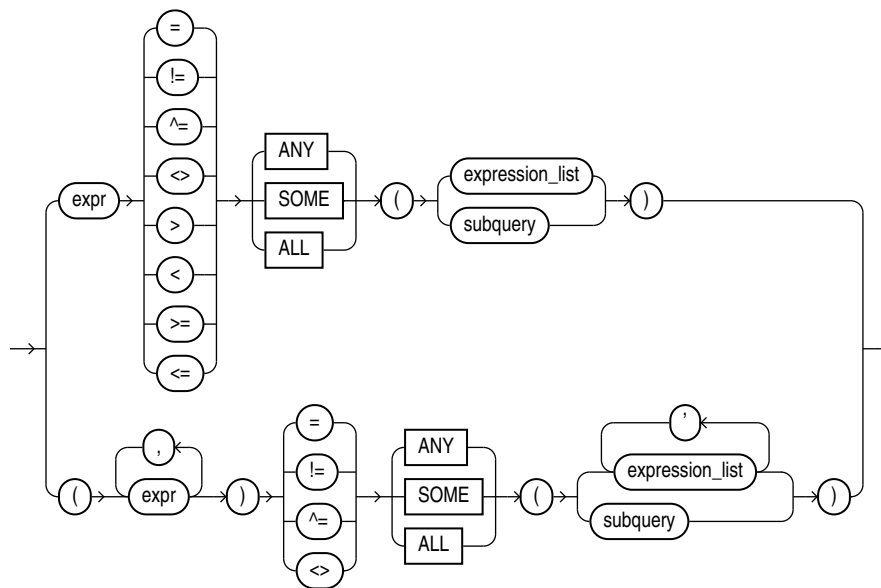 =
!=
^=
<>
>
<
>=
<=
expr
ANY
SOME
ALL
(
expression_list
subquery
)
(
,
expr
)
=
!=
^=
<>
ANY
SOME
ALL
(
,
expression_list
subquery
)